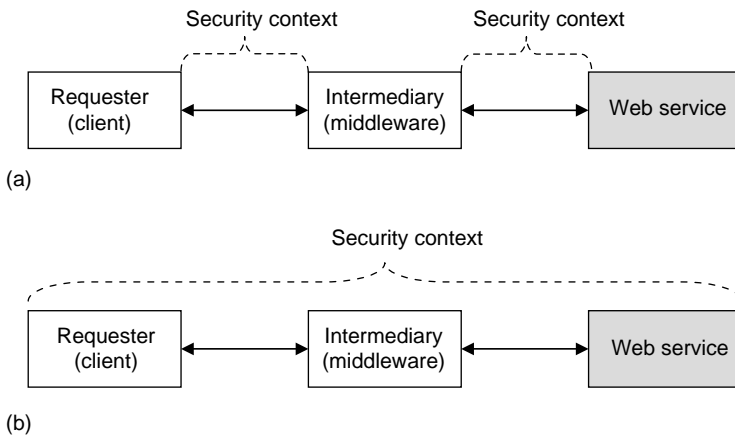 Security context
Security context
Requester
(client)
Intermediary
(middleware)
Web service
(a)
Security context
Requester
(client)
Intermediary
(middleware)
Web service
(b)